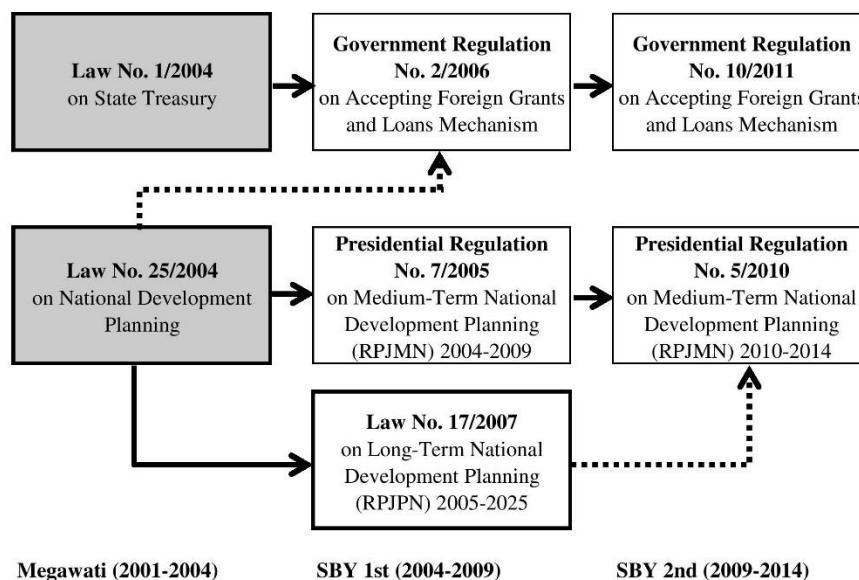 Law No. 1/2004
on State Treasury
Government Regulation
No. 2/2006
on Accepting Foreign Grants
and Loans Mechanism
Government Regulation
No. 10/2011
on Accepting Foreign Grants
and Loans Mechanism
Law No. 25/2004
on National Development
Planning
Presidential Regulation
No. 7/2005
on Medium-Term National
Development Planning
(RPJMN) 2004-2009
Presidential Regulation
No. 5/2010
on Medium-Term National
Development Planning
(RPJMN) 2010-2014
Law No. 17/2007
on Long-Term National
Development Planning
(RPJPN) 2005-2025
Megawati (2001-2004)
SBY 1st (2004-2009)
SBY 2nd (2009-2014)